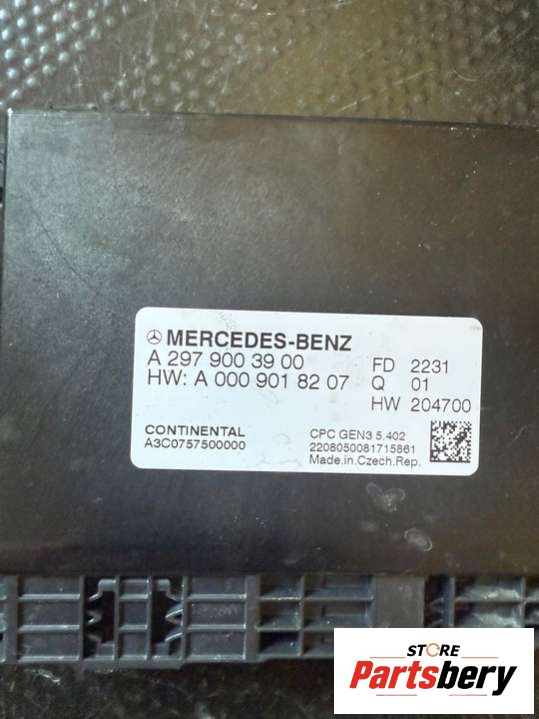 MERCEDES-BENZ
A 297 900 39 00
HW: A 000 901 82 07
FD 2231
Q 01
HW 204700
CONTINENTAL
A3C0757500000
CPC GEN3 5.402
2208050081715861
Made.in.Czech.Rep.
STORE
Partsbery